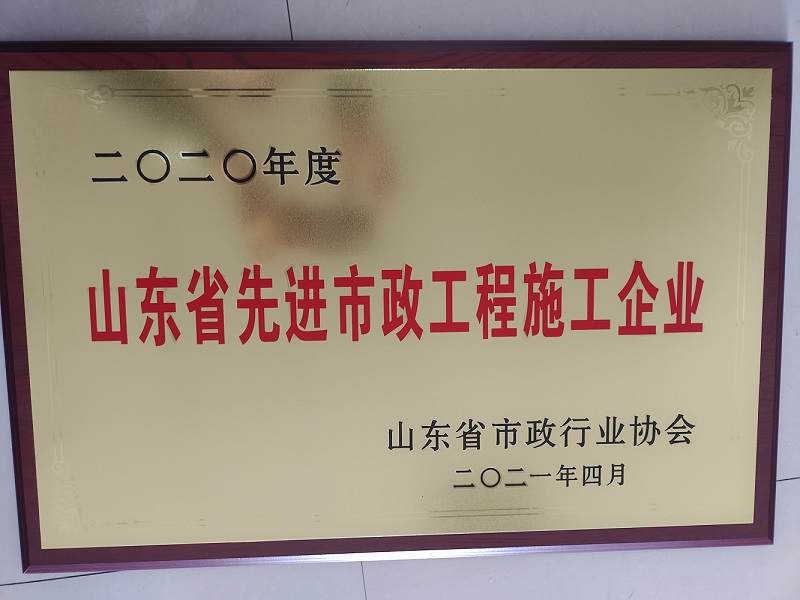 二〇二〇年度
山东省先进市政工程施工企业
山东省市政行业协会
二〇二一年四月